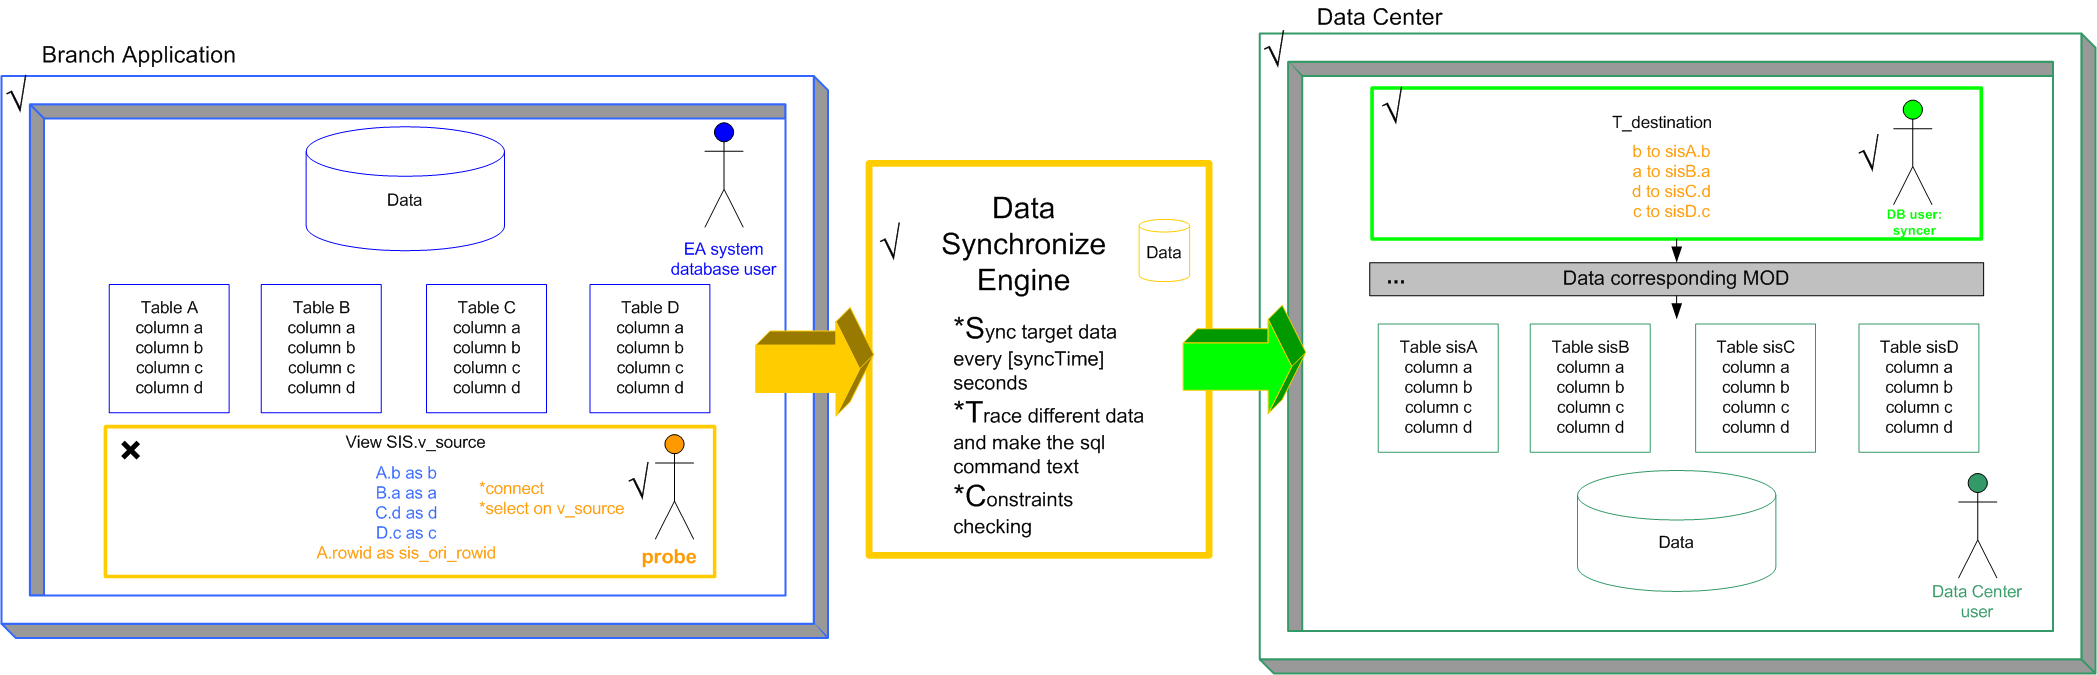 Branch Application
Data
EA system
database user
Table A
column a
column b
column c
column d
Table B
column a
column b
column c
column d
Table C
column a
column b
column c
column d
Table D
column a
column b
column c
column d
View SIS.v_source
A.b as b
B.a as a
C.d as d
D.c as c
A.rowid as sis_ori_rowid
*connect
*select on v_source
probe
Data
Synchronize
Engine
Data
*Sync target data
every [syncTime]
seconds
*Trace different data
and make the sql
command text
*Constraints
checking
Data Center
T_destination
b to sisA.b
a to sisB.a
d to sisC.d
c to sisD.c
DB user:
syncer
... Data corresponding MOD
Table sisA
column a
column b
column c
column d
Table sisB
column a
column b
column c
column d
Table sisC
column a
column b
column c
column d
Table sisD
column a
column b
column c
column d
Data
Data Center
user